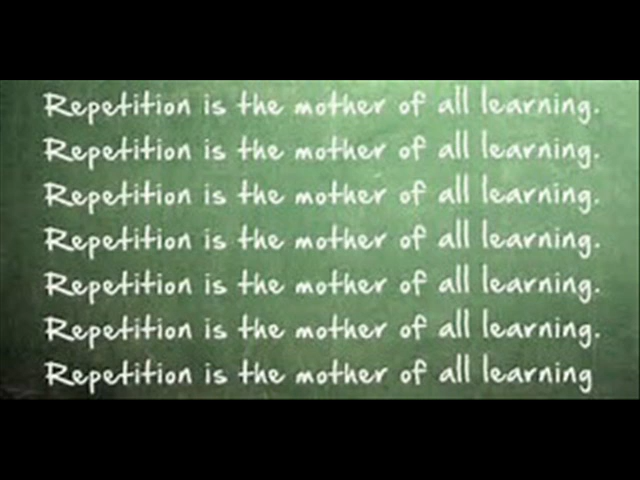 Repetition is the mother of all learning.
Repetition is the mother of all learning.
Repetition is the mother of all learning.
Repetition is the mother of all learning.
Repetition is the mother of all learning.
Repetition is the mother of all learning.
Repetition is the mother of all learning